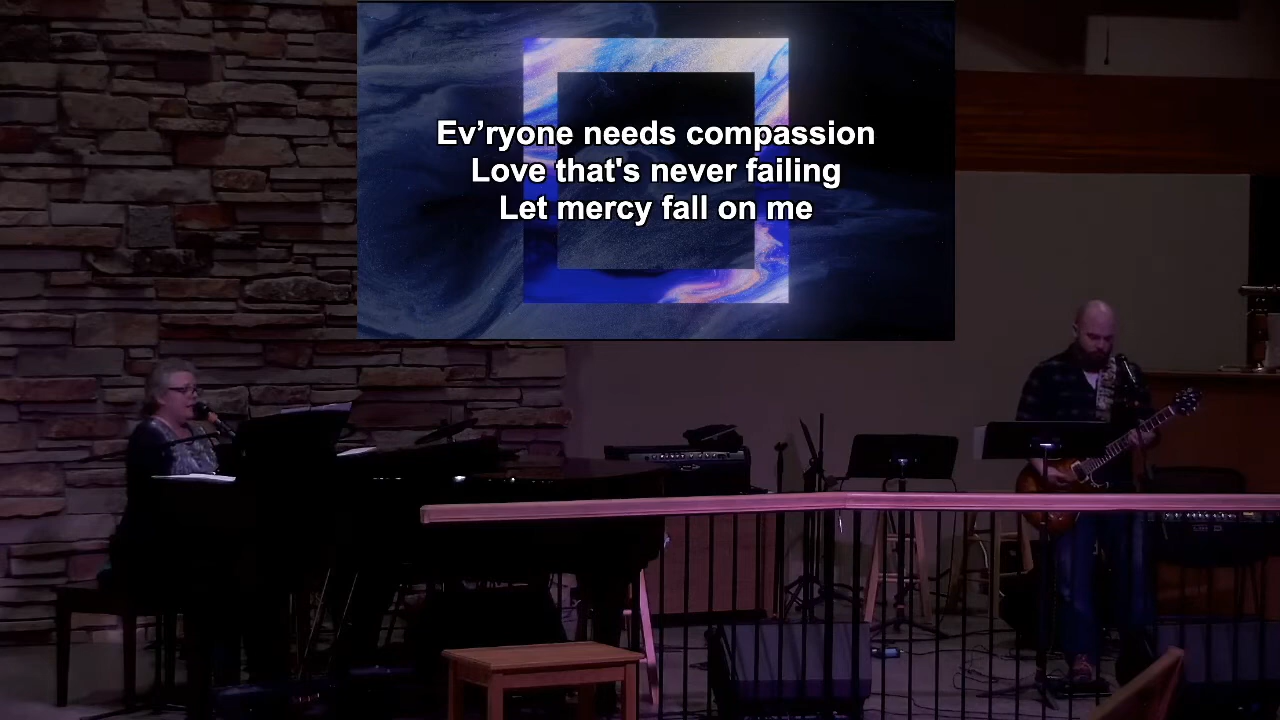 Ev’ryone needs compassion
Love that's never failing
Let mercy fall on me